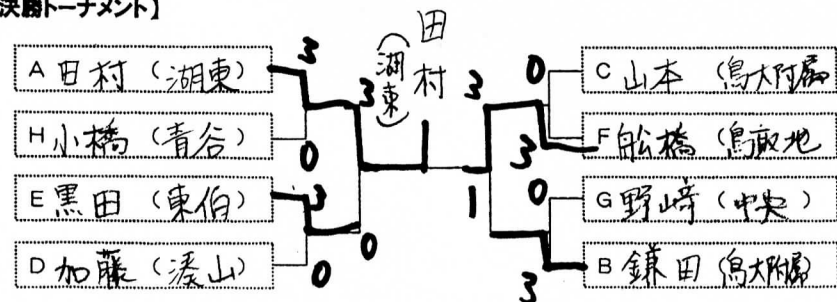 決勝トーナメント】
田村
(湖東)
A 田村 (湖東)
3
H 小橋 (青谷)
0
3
E 黒田 (東伯)
3
D 加藤 (湊山)
0
0
C 山本 (鳥大附属)
0
3
F 舩橋 (鳥取地
3
G 野﨑 (中央)
0
1
B 鎌田 (鳥大附属)
3